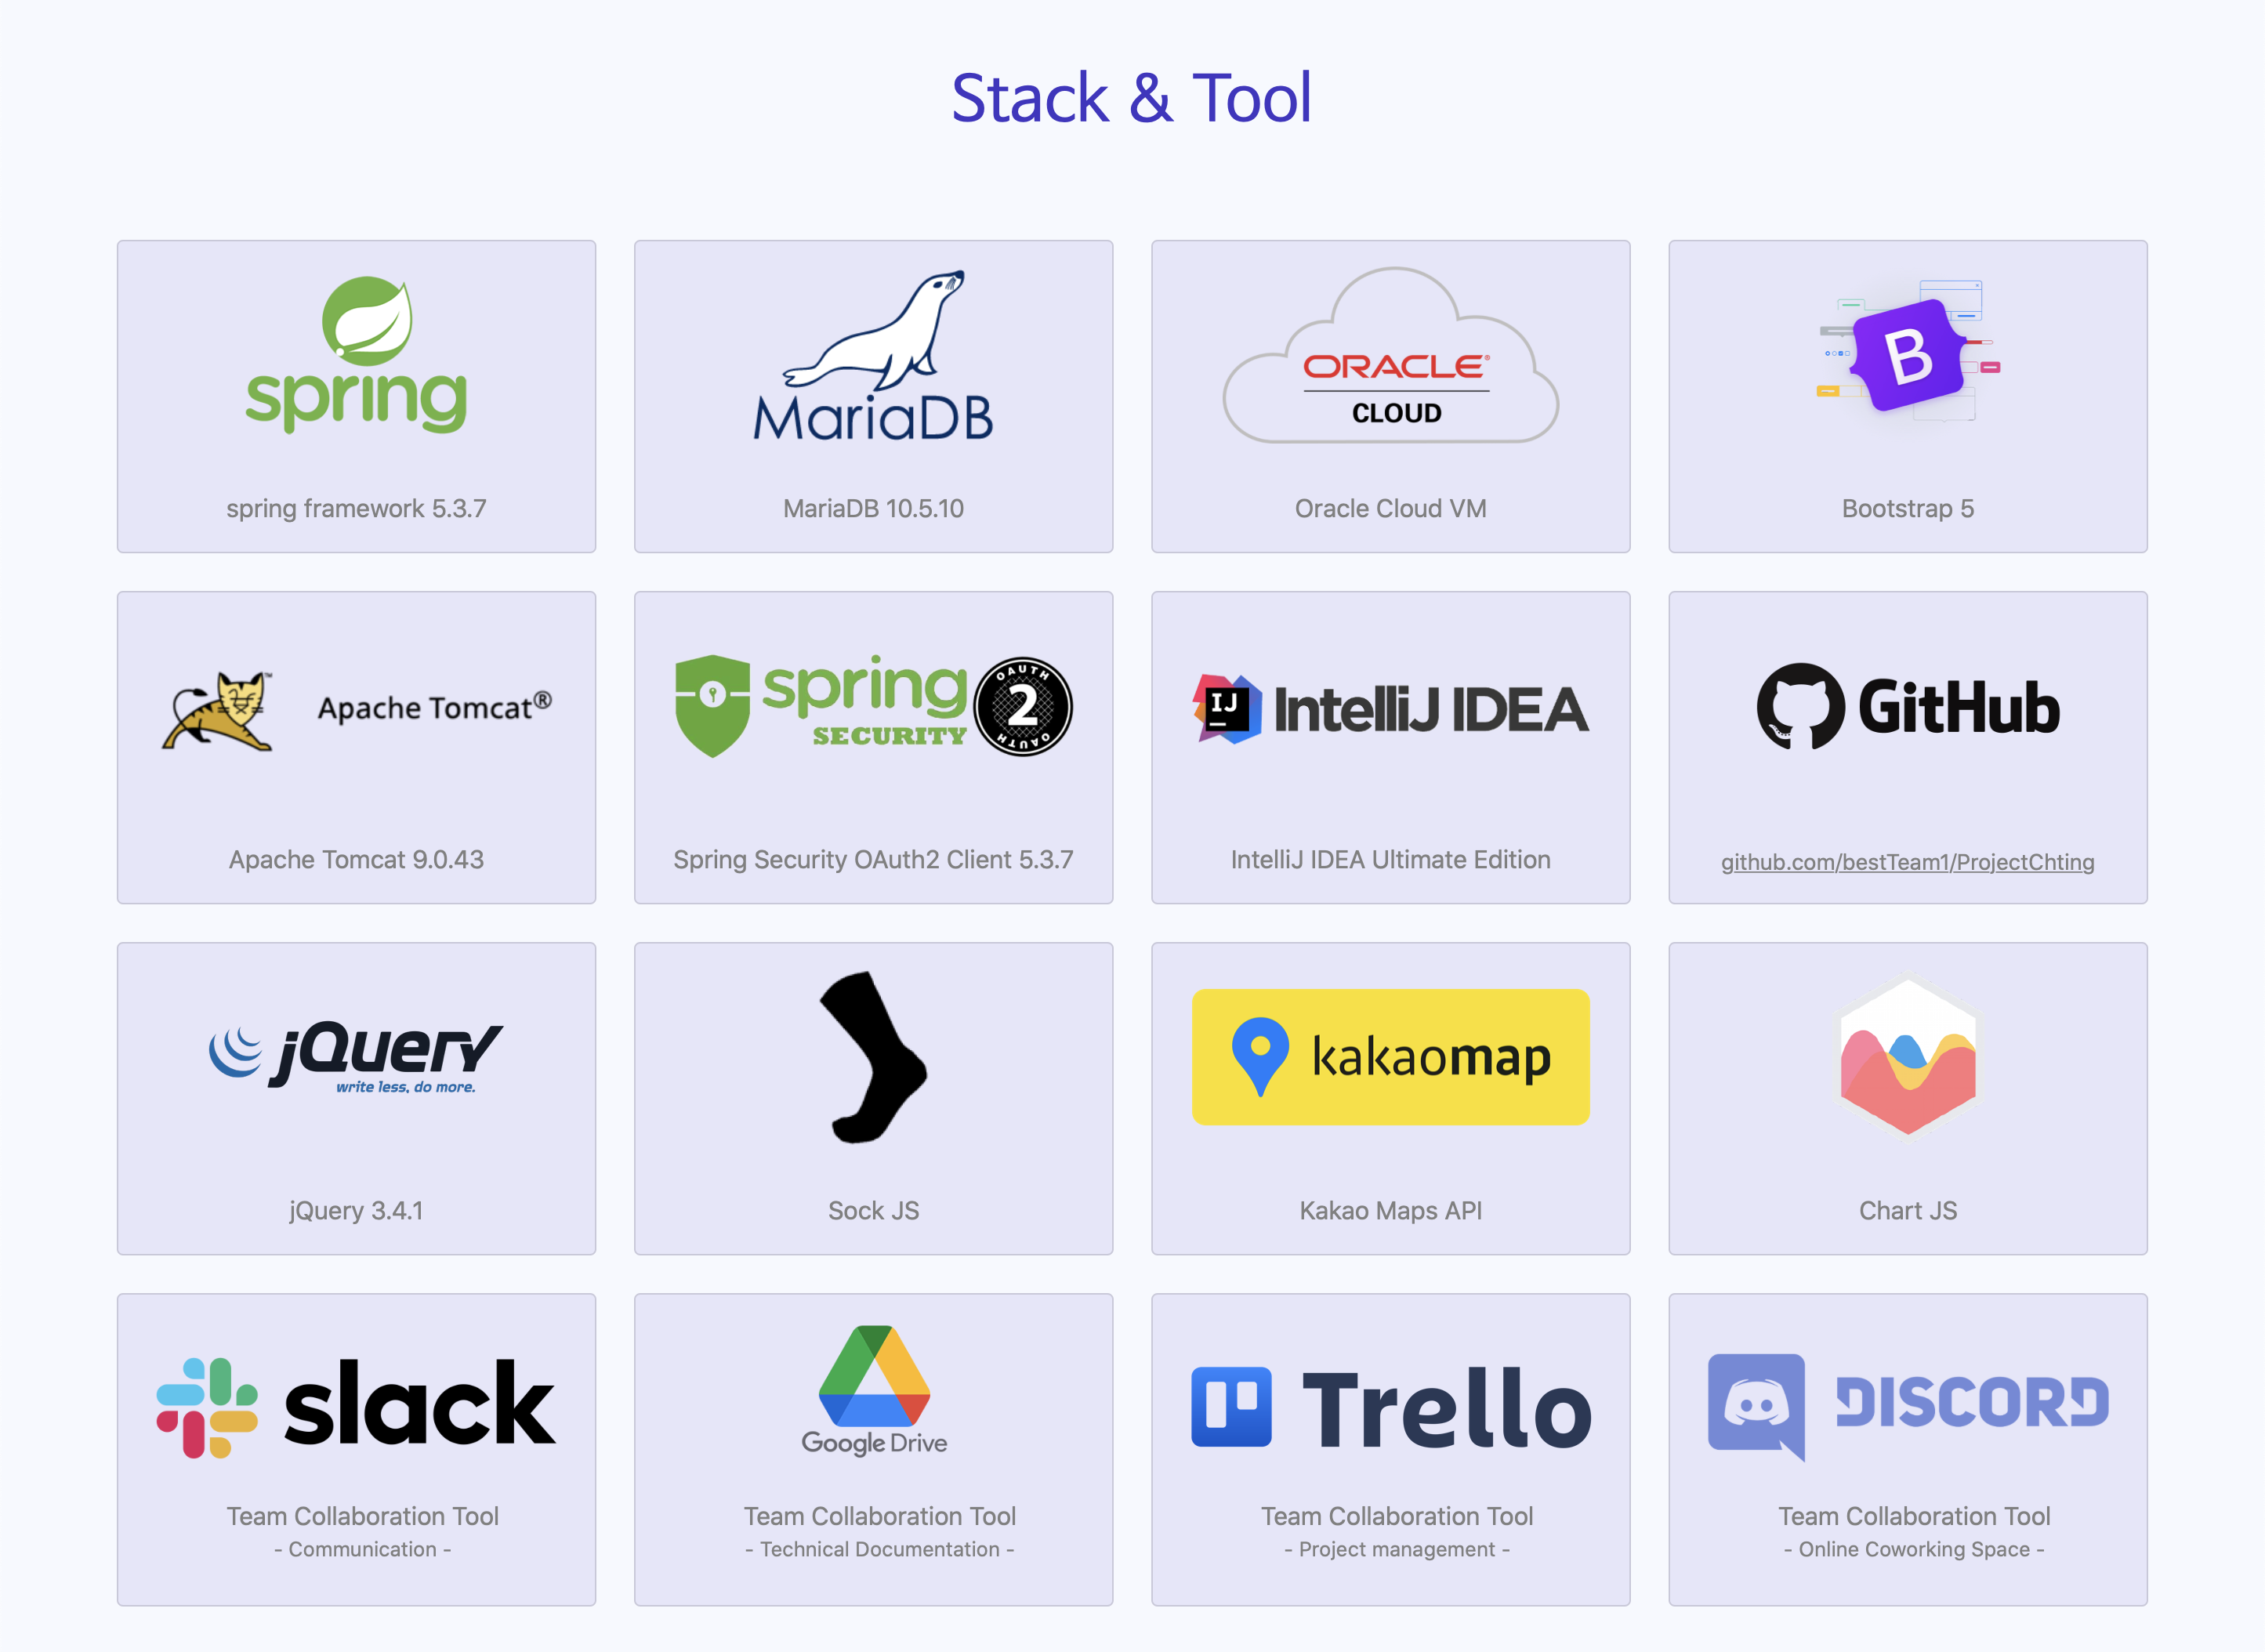 Stack & Tool
spring
spring framework 5.3.7
MariaDB
MariaDB 10.5.10
ORACLE®
CLOUD
Oracle Cloud VM
B
Bootstrap 5
™
Apache Tomcat®
Apache Tomcat 9.0.43
spring
SECURITY
OAUTH
2
OAUTH
Spring Security OAuth2 Client 5.3.7
IJ
IntelliJ IDEA
IntelliJ IDEA Ultimate Edition
GitHub
github.com/bestTeam1/ProjectChting
jQuery
write less, do more.
jQuery 3.4.1
Sock JS
kakaomap
Kakao Maps API
Chart JS
slack
Team Collaboration Tool
- Communication -
Google Drive
Team Collaboration Tool
- Technical Documentation -
Trello
Team Collaboration Tool
- Project management -
DISCORD
Team Collaboration Tool
- Online Coworking Space -